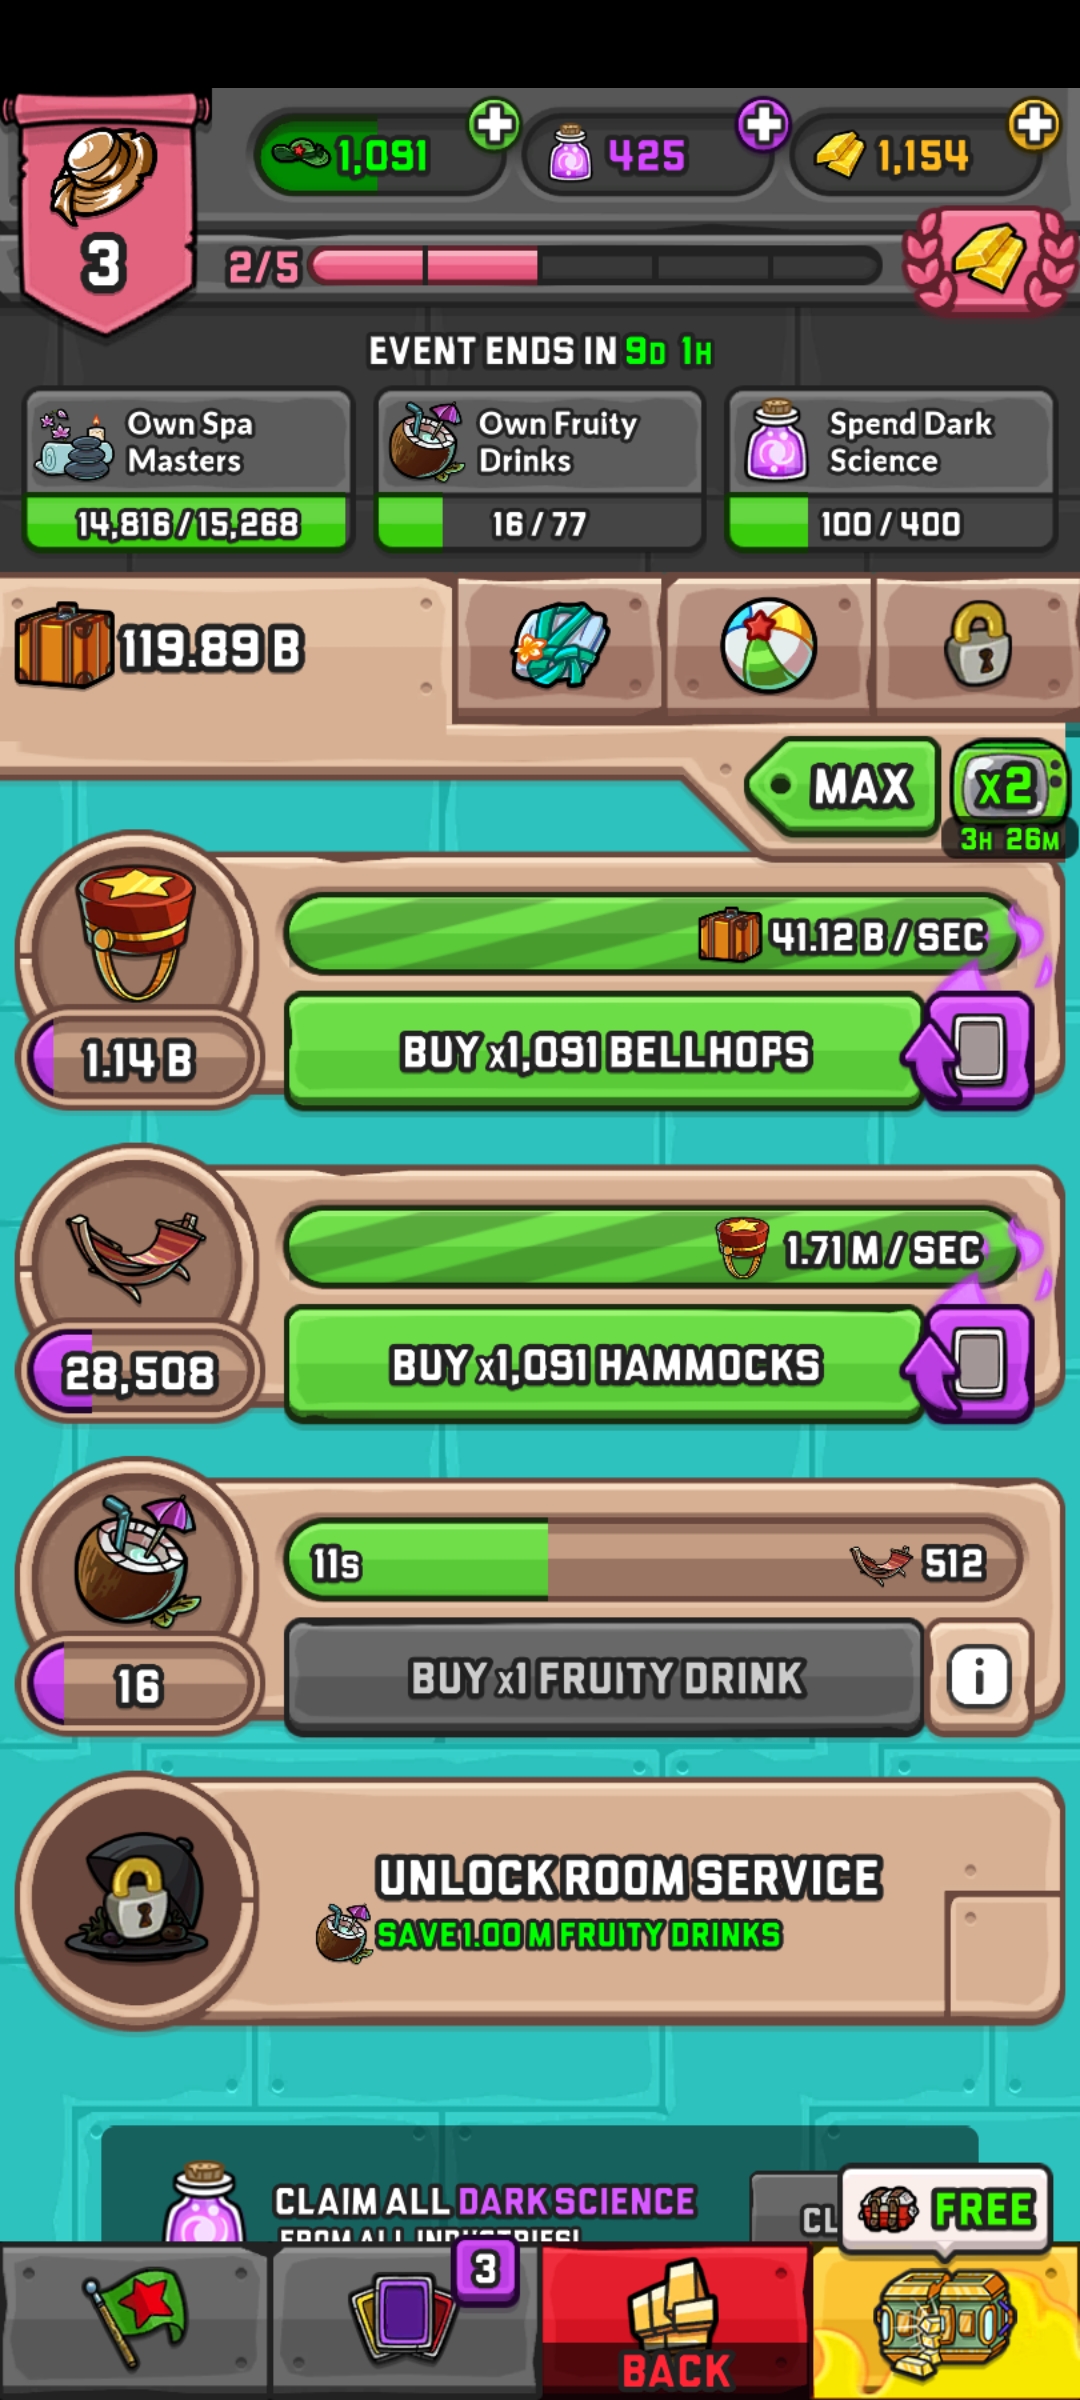 1,091
425
1,154
3
2/5
EVENT ENDS IN 9D 1H
Own Spa
Masters
14,816/15,268
Own Fruity
Drinks
16/77
Spend Dark
Science
100/400
119.89 B
MAX
x2
3H 26M
41.12 B/SEC
1.14 B
BUY x1,091 BELLHOPS
1.71 M/SEC
28,508
BUY x1,091 HAMMOCKS
11s
512
16
BUY x1 FRUITY DRINK
i
UNLOCK ROOM SERVICE
SAVE 1.00 M FRUITY DRINKS
CLAIM ALL DARK SCIENCE
FROM ALL INDUSTRIES!
CL
FREE
3
BACK